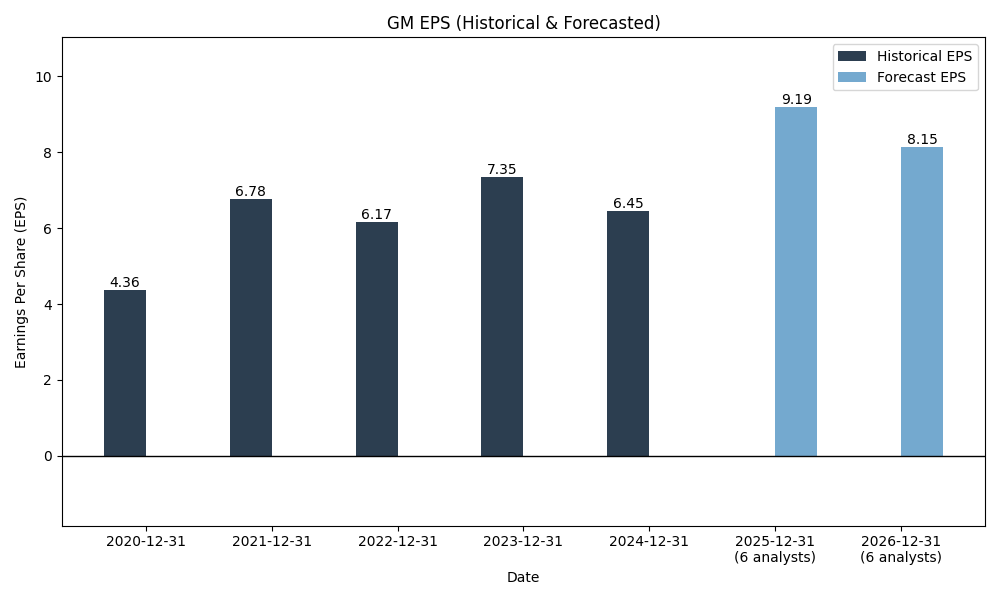 GM EPS (Historical & Forecasted)
Historical EPS
Forecast EPS
Earnings Per Share (EPS)
10
8
6
4
2
0
4.36
6.78
6.17
7.35
6.45
9.19
8.15
2020-12-31
2021-12-31
2022-12-31
2023-12-31
2024-12-31
2025-12-31
(6 analysts)
2026-12-31
(6 analysts)
Date